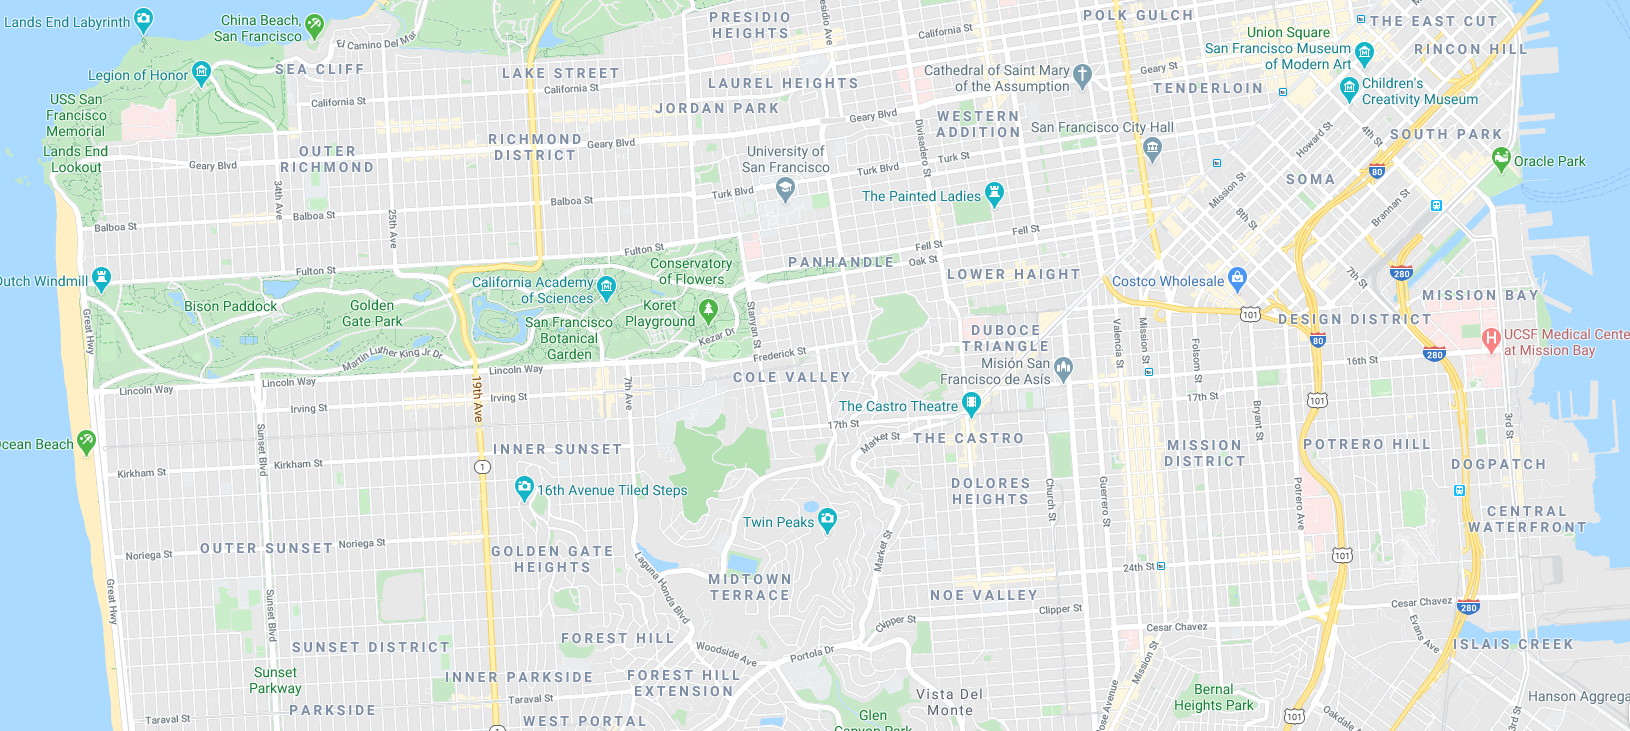 Lands End Labyrinth
China Beach,
San Francisco
El Camino Del Mar
PRESIDIO
HEIGHTS
Presidio Ave
California St
POLK GULCH
Union Square
THE EAST CUT
San Francisco Museum
of Modern Art
RINCON HILL
Legion of Honor
SEA CLIFF
LAKE STREET
LAUREL HEIGHTS
Cathedral of Saint Mary
of the Assumption
Geary St
TENDERLOIN
Children's
Creativity Museum
USS San
Francisco
Memorial
California St
California St
JORDAN PARK
Geary Blvd
WESTERN
ADDITION
San Francisco City Hall
Howard St
4th St
SOUTH PARK
Lands End
Lookout
Geary Blvd
OUTER
RICHMOND
RICHMOND
DISTRICT
Geary Blvd
University of
San Francisco
Divisadero St
Turk St
Turk Blvd
Oracle Park
80
SOMA
34th Ave
25th Ave
Turk Blvd
The Painted Ladies
Mission St
8th St
Brannan St
Balboa St
Balboa St
Balboa St
Fulton St
Fulton St
Fell St
Fell St
Oak St
PANHANDLE
LOWER HAIGHT
Conservatory
of Flowers
Dutch Windmill
California Academy
of Sciences
Costco Wholesale
7th St
280
MISSION BAY
Bison Paddock
Golden
Gate Park
Koret
Playground
San Francisco
Botanical
Garden
Kezar Dr
Stanyan St
Great Hwy
Martin Luther King Jr Dr
Frederick St
DUBOCE
TRIANGLE
Valencia St
Mission St
Folsom St
101
DESIGN DISTRICT
80
280
UCSF Medical Cente
at Mission Bay
16th St
Misión San
Francisco de Asís
Lincoln Way
Lincoln Way
Lincoln Way
COLE VALLEY
19th Ave
7th Ave
Irving St
Irving St
The Castro Theatre
17th St
17th St
Bryant St
101
3rd St
Ocean Beach
Sunset Blvd
Market St
THE CASTRO
MISSION
DISTRICT
POTRERO HILL
DOGPATCH
INNER SUNSET
Kirkham St
Kirkham St
1
16th Avenue Tiled Steps
DOLORES
HEIGHTS
Church St
Guerrero St
Potrero Ave
CENTRAL
WATERFRONT
Twin Peaks
Market St
Noriega St
OUTER SUNSET
Noriega St
GOLDEN GATE
HEIGHTS
Laguna Honda Blvd
MIDTOWN
TERRACE
24th St
101
NOE VALLEY
Great Hwy
Sunset Blvd
Clipper St
Clipper St
Cesar Chavez
Cesar Chavez
280
Evans Ave
ISLAIS CREEK
SUNSET DISTRICT
FOREST HILL
Woodside Ave
Portola Dr
Mission St
Sunset
Parkway
INNER PARKSIDE
FOREST HILL
EXTENSION
Taraval St
Taraval St
PARKSIDE
WEST PORTAL
1
Vista Del
Monte
Glen
Canyon Park
ose Avenue
Bernal
Heights Park
101
Oakdale
3rd St
Hanson Aggrega